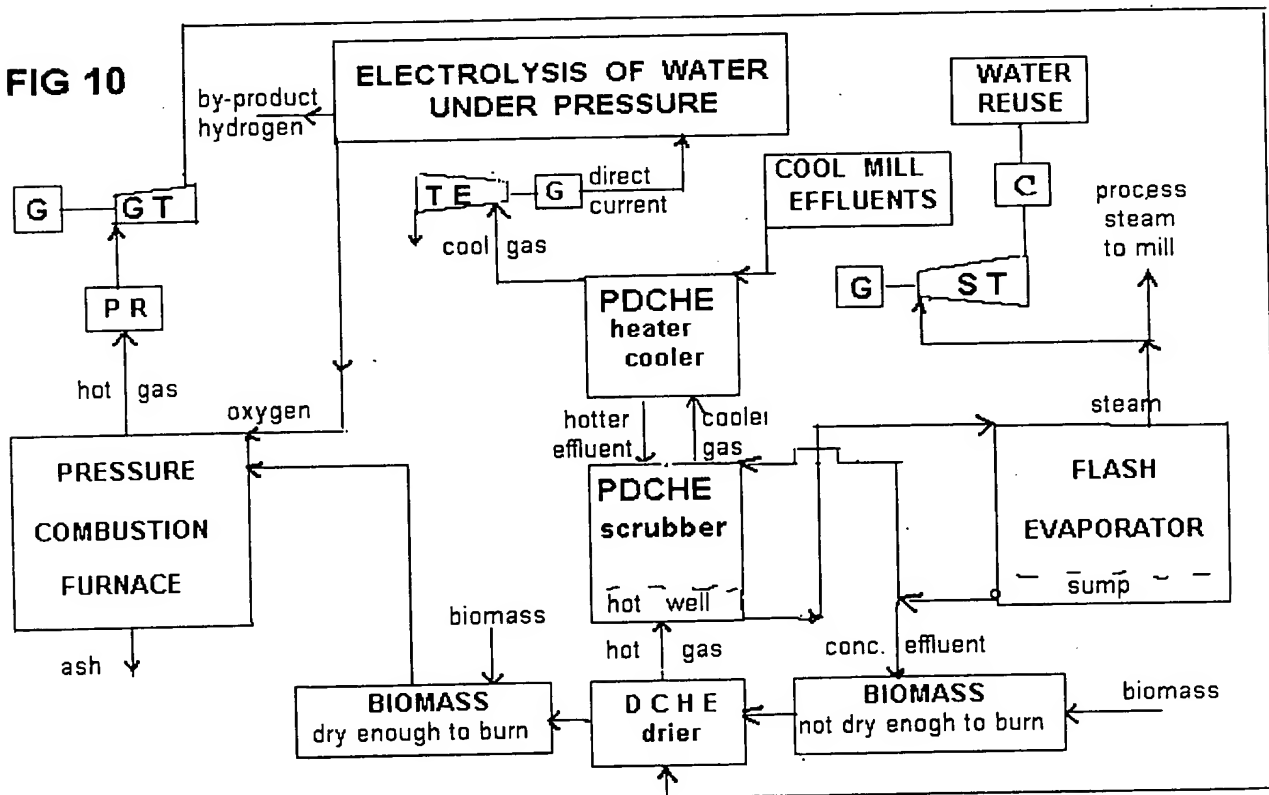 FIG 10
ELECTROLYSIS OF WATER
UNDER PRESSURE
by-product
hydrogen
WATER
REUSE
COOL MILL
EFFLUENTS
TE
G
direct
current
C
process
steam
to mill
G
GT
cool gas
G
ST
PR
PDCHE
heater
cooler
hot gas
oxygen
hotter
effluent
cooler
gas
steam
PRESSURE
COMBUSTION
FURNACE
PDCHE
scrubber
hot well
FLASH
EVAPORATOR
sump
ash
biomass
hot gas
conc. effluent
BIOMASS
dry enough to burn
DCHE
drier
BIOMASS
not dry enogh to burn
biomass